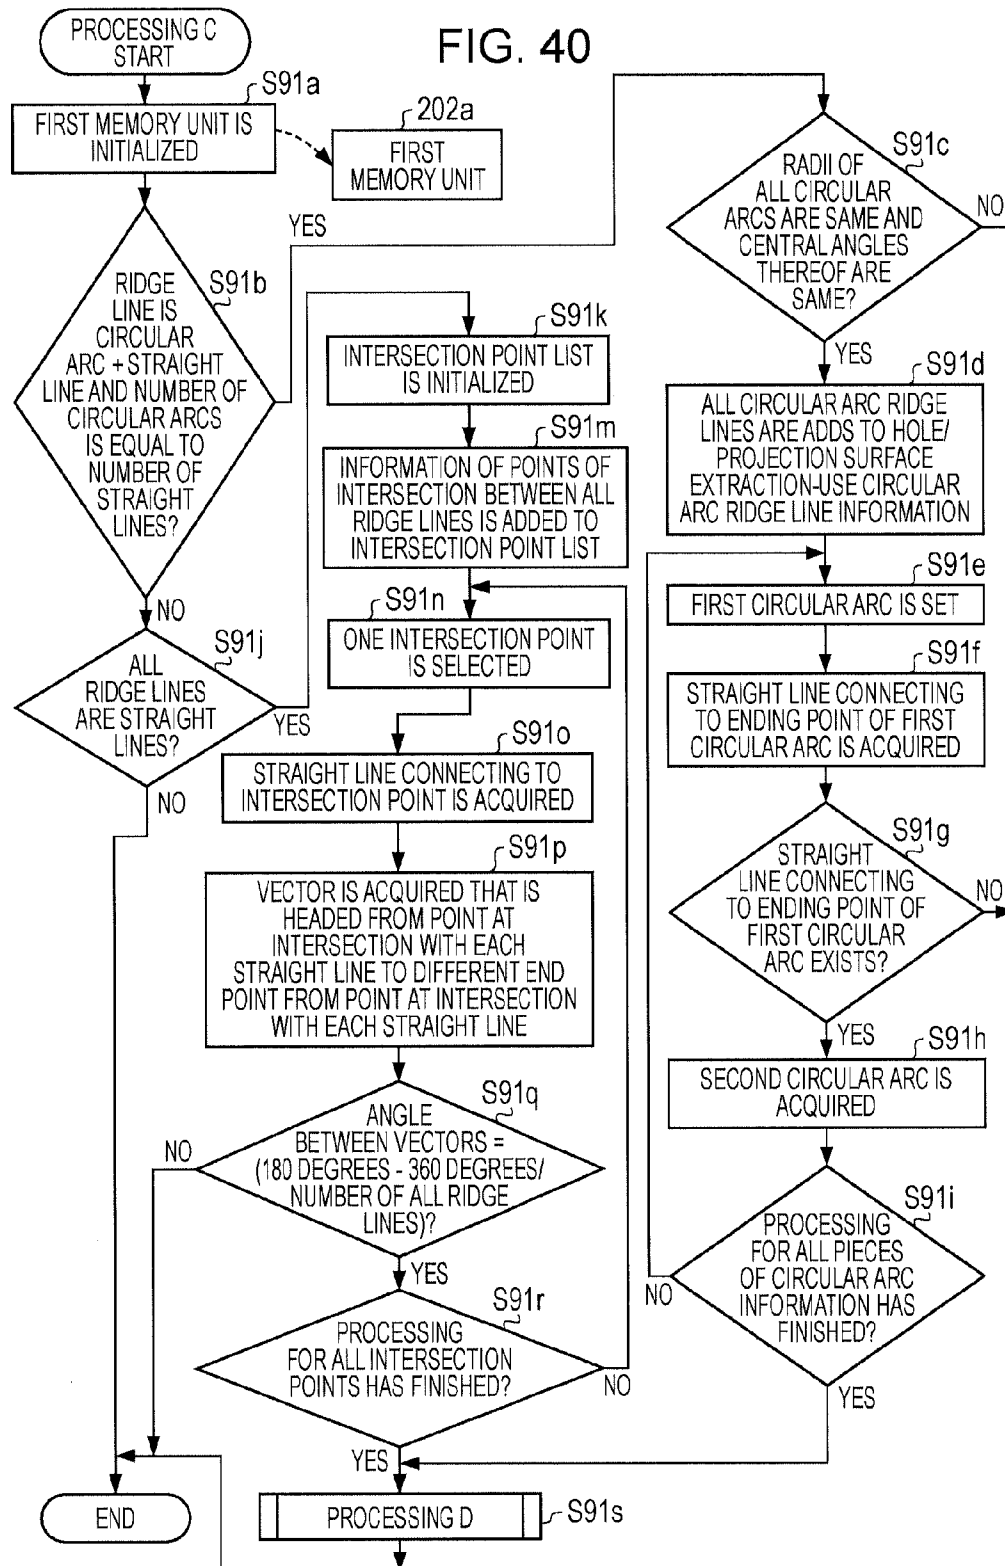 FIG. 40
PROCESSING C
START
S91a
FIRST MEMORY UNIT IS
INITIALIZED
202a
FIRST
MEMORY UNIT
S91b
RIDGE
LINE IS
CIRCULAR
ARC + STRAIGHT
LINE AND NUMBER OF
CIRCULAR ARCS
IS EQUAL TO
NUMBER OF
STRAIGHT
LINES?
YES
NO
S91j
ALL
RIDGE LINES
ARE STRAIGHT
LINES?
YES
NO
END
S91k
INTERSECTION POINT LIST
IS INITIALIZED
S91m
INFORMATION OF POINTS OF
INTERSECTION BETWEEN ALL
RIDGE LINES IS ADDED TO
INTERSECTION POINT LIST
S91n
ONE INTERSECTION POINT
IS SELECTED
S91o
STRAIGHT LINE CONNECTING TO
INTERSECTION POINT IS ACQUIRED
S91p
VECTOR IS ACQUIRED THAT IS
HEADED FROM POINT AT
INTERSECTION WITH EACH
STRAIGHT LINE TO DIFFERENT END
POINT FROM POINT AT INTERSECTION
WITH EACH STRAIGHT LINE
S91q
ANGLE
BETWEEN VECTORS =
(180 DEGREES - 360 DEGREES/
NUMBER OF ALL RIDGE
LINES)?
NO
YES
S91r
PROCESSING
FOR ALL INTERSECTION
POINTS HAS FINISHED?
NO
YES
PROCESSING D
S91s
S91c
RADII OF
ALL CIRCULAR
ARCS ARE SAME AND
CENTRAL ANGLES
THEREOF ARE
SAME?
NO
YES
S91d
ALL CIRCULAR ARC RIDGE
LINES ARE ADDS TO HOLE/
PROJECTION SURFACE
EXTRACTION-USE CIRCULAR
ARC RIDGE LINE INFORMATION
S91e
FIRST CIRCULAR ARC IS SET
S91f
STRAIGHT LINE CONNECTING
TO ENDING POINT OF FIRST
CIRCULAR ARC IS ACQUIRED
S91g
STRAIGHT
LINE CONNECTING
TO ENDING POINT OF
FIRST CIRCULAR
ARC EXISTS?
NO
YES
S91h
SECOND CIRCULAR ARC IS
ACQUIRED
S91i
PROCESSING
FOR ALL PIECES
OF CIRCULAR ARC
INFORMATION HAS
FINISHED?
NO
YES